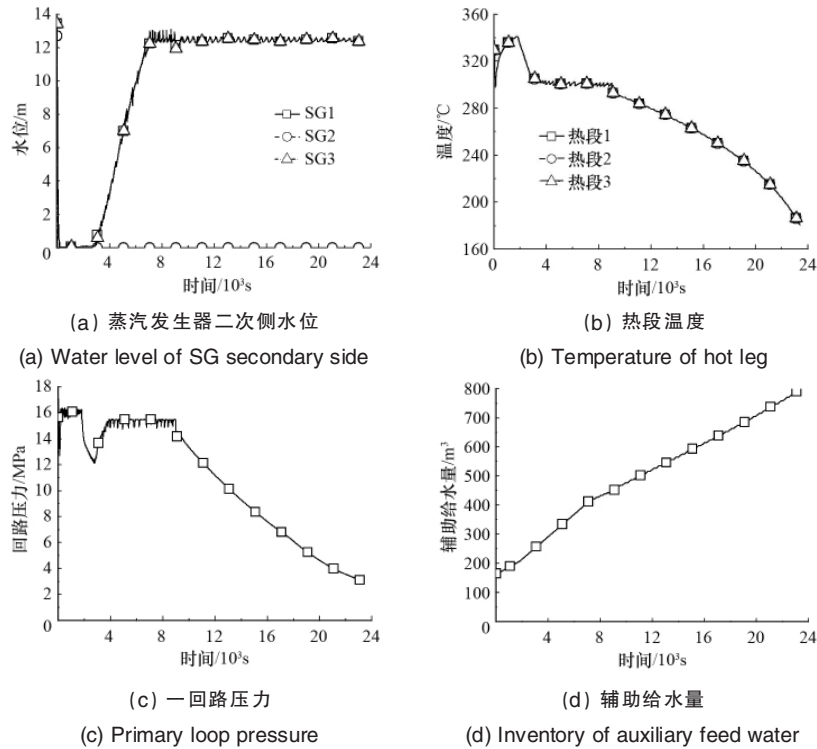 14
12
10
8
6
4
2
0
水位/m
SG1
SG2
SG3
0 4 8 12 16 20 24
时间/10³s
(a) 蒸汽发生器二次侧水位
(a) Water level of SG secondary side
360
320
280
240
200
160
温度/℃
热段1
热段2
热段3
0 4 8 12 16 20 24
时间/10³s
(b) 热段温度
(b) Temperature of hot leg
18
16
14
12
10
8
6
4
2
0
回路压力/MPa
0 4 8 12 16 20 24
时间/10³s
(c) 一回路压力
(c) Primary loop pressure
800
700
600
500
400
300
200
100
0
辅助给水量/m³
0 4 8 12 16 20 24
时间/10³s
(d) 辅助给水量
(d) Inventory of auxiliary feed water